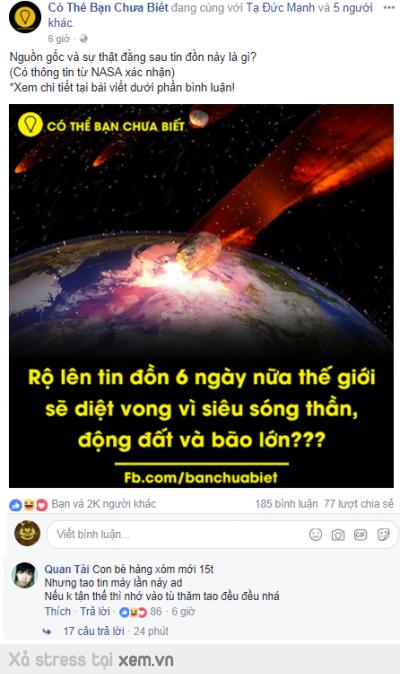 Có Thể Bạn Chưa Biết đang cùng với Tạ Đức Mạnh và 5 người
khác.
6 giờ ·
Nguồn gốc và sự thật đằng sau tin đồn này là gì?
(Có thông tin từ NASA xác nhận)
*Xem chi tiết tại bài viết dưới phần bình luận!
CÓ THỂ BẠN CHƯA BIẾT
Rộ lên tin đồn 6 ngày nữa thế giới
sẽ diệt vong vì siêu sóng thần,
động đất và bão lớn???
Fb.com/banchuabiet
Bạn và 2K người khác 185 bình luận 77 lượt chia sẻ
Viết bình luận...
Quan Tài Con bé hàng xóm mới 15t
Nhưng tao tin mày lần này ad
Nếu k tận thế thì nhớ vào tù thăm tao đều đều nhá
Thích · Trả lời · 86 · 6 giờ
17 câu trả lời · 24 phút
Xả stress tại xem.vn